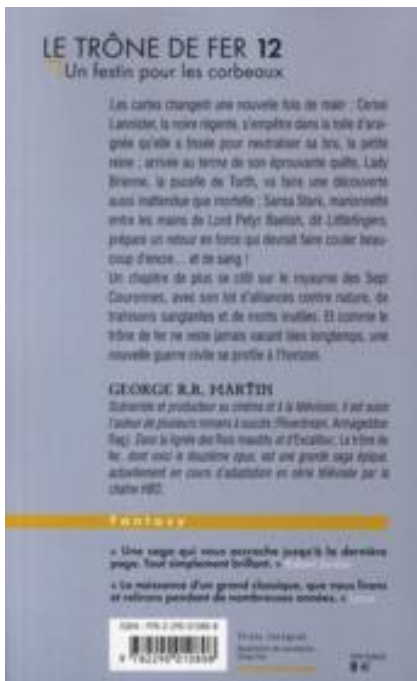 LE TRÔNE DE FER 12
Un festin pour les corbeaux
Les cartes changent une nouvelle fois de main : Cersei
Lannister, la noire régente, s'empêtre dans la toile d'arai-
gnée qu'elle a tissée pour neutraliser sa bru, la petite
reine ; arrivée au terme de son éprouvante quête, Lady
Brienne, la pucelle de Torth, va faire une découverte
aussi inattendue que mortelle ; Sansa Stark, marionnette
entre les mains de Lord Petyr Baelish, dit Littlefinger,
prépare un retour en force qui devrait faire couler beau-
coup d'encre... et de sang !
Un chapitre de plus se clôt sur le royaume des Sept
Couronnes, avec son lot d'alliances contre nature, de
trahisons sanglantes et de morts inutiles. Et comme le
trône de fer ne reste jamais vacant bien longtemps, une
nouvelle guerre civile se profile à l'horizon.
GEORGE R.R. MARTIN
Scénariste et producteur au cinéma et à la télévision, il est aussi
l'auteur de plusieurs romans à succès (Riverdream, Armageddon
Rag). Dans la lignée des Rois maudits et d'Excalibur, Le trône de
fer, dont voici le douzième opus, est une grande saga épique,
actuellement en cours d'adaptation en série télévisée par la
chaîne HBO.
Fantasy
« Une saga qui vous accroche jusqu'à la dernière
page. Tout simplement brillant. »
« La naissance d'un grand classique, que nous lirons
et relirons pendant de nombreuses années. »
Texte intégral